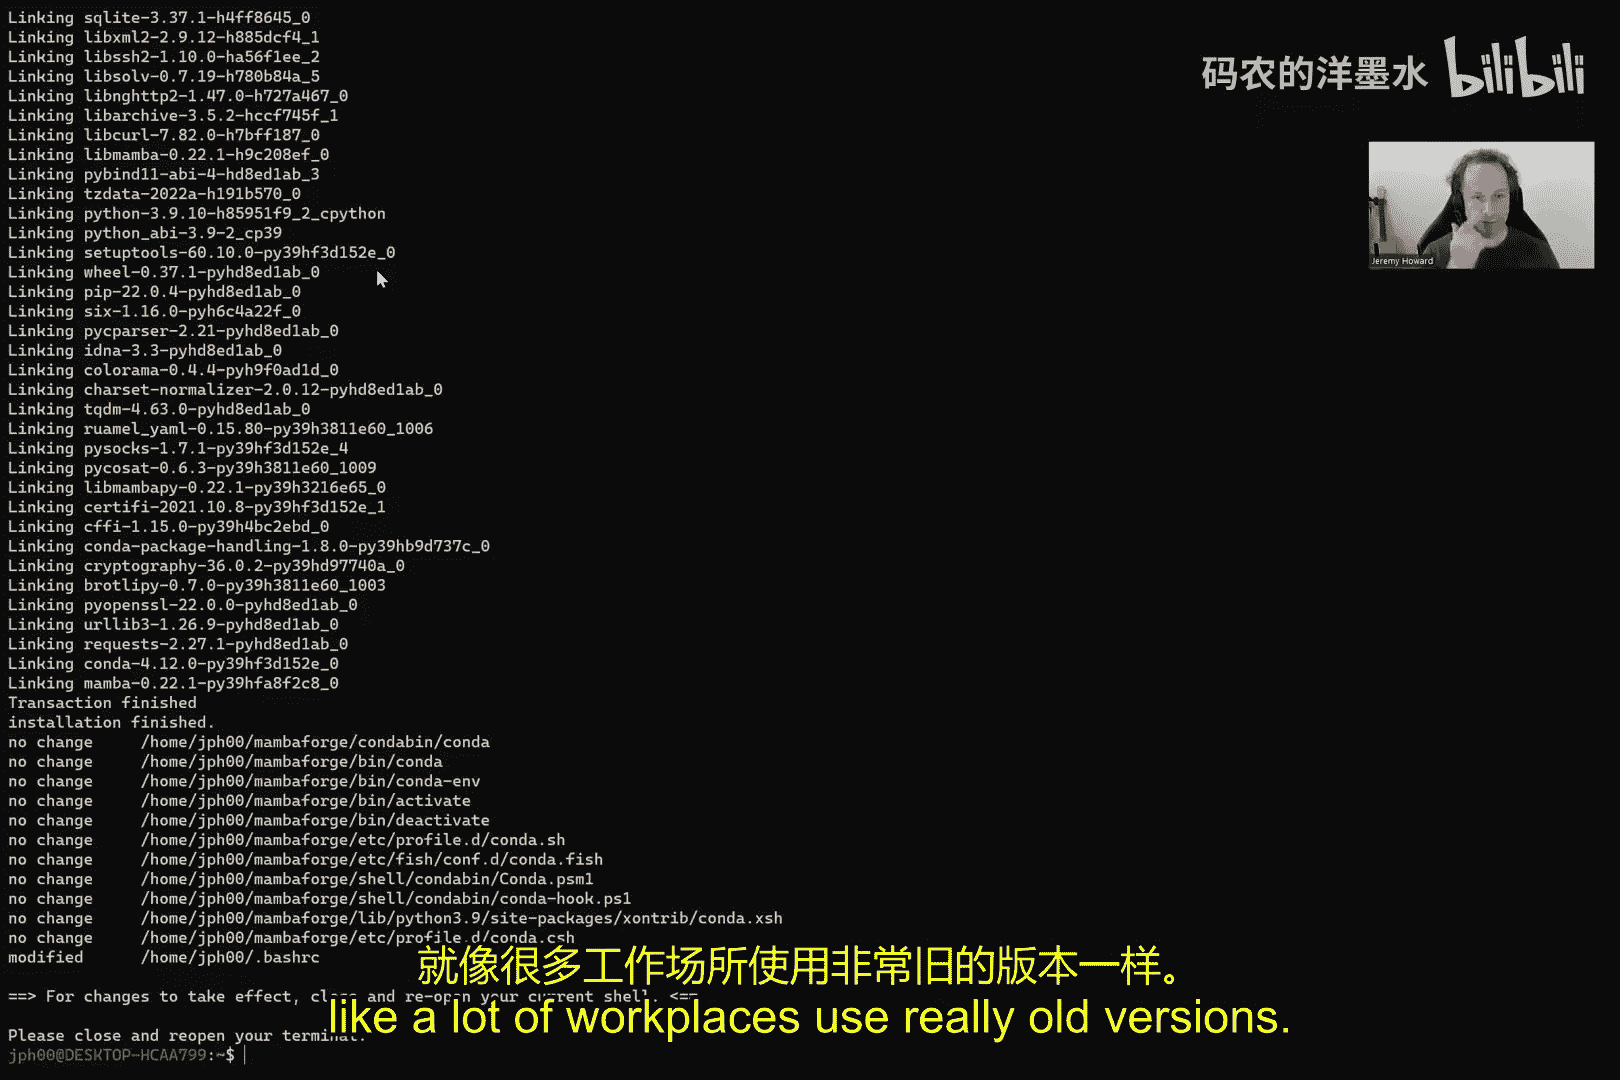 Linking sqlite-3.37.1-h4ff8645_0
Linking libxml2-2.9.12-h885dcf4_1
Linking libssh2-1.10.0-ha56f1ee_2
Linking libsolv-0.7.19-h780b84a_5
Linking libnghttp2-1.47.0-h727a467_0
Linking libarchive-3.5.2-hccf745f_1
Linking libcurl-7.82.0-h7bff187_0
Linking libmamba-0.22.1-h9c208ef_0
Linking pybind11-abi-4-hd8ed1ab_3
Linking tzdata-2022a-h191b570_0
Linking python-3.9.10-h85951f9_2_cpython
Linking python_abi-3.9-2_cp39
Linking setuptools-60.10.0-py39hf3d152e_0
Linking wheel-0.37.1-pyhd8ed1ab_0
Linking pip-22.0.4-pyhd8ed1ab_0
Linking six-1.16.0-pyh6c4a22f_0
Linking pycparser-2.21-pyhd8ed1ab_0
Linking idna-3.3-pyhd8ed1ab_0
Linking colorama-0.4.4-pyh9f0ad1d_0
Linking charset-normalizer-2.0.12-pyhd8ed1ab_0
Linking tqdm-4.63.0-pyhd8ed1ab_0
Linking ruamel_yaml-0.15.80-py39h3811e60_1006
Linking pysocks-1.7.1-py39hf3d152e_4
Linking pycosat-0.6.3-py39h3811e60_1009
Linking libmambapy-0.22.1-py39h3216e65_0
Linking certifi-2021.10.8-py39hf3d152e_1
Linking cffi-1.15.0-py39h4bc2ebd_0
Linking conda-package-handling-1.8.0-py39hb9d737c_0
Linking cryptography-36.0.2-py39hd97740a_0
Linking brotlipy-0.7.0-py39h3811e60_1003
Linking pyopenssl-22.0.0-pyhd8ed1ab_0
Linking urllib3-1.26.9-pyhd8ed1ab_0
Linking requests-2.27.1-pyhd8ed1ab_0
Linking conda-4.12.0-py39hf3d152e_0
Linking mamba-0.22.1-py39hfa8f2c8_0
Transaction finished
installation finished.
no change /home/jph00/mambaforge/condabin/conda
no change /home/jph00/mambaforge/bin/conda
no change /home/jph00/mambaforge/bin/conda-env
no change /home/jph00/mambaforge/bin/activate
no change /home/jph00/mambaforge/bin/deactivate
no change /home/jph00/mambaforge/etc/profile.d/conda.sh
no change /home/jph00/mambaforge/etc/fish/conf.d/conda.fish
no change /home/jph00/mambaforge/shell/condabin/Conda.psm1
no change /home/jph00/mambaforge/shell/condabin/conda-hook.ps1
no change /home/jph00/mambaforge/lib/python3.9/site-packages/xontrib/conda.xsh
no change /home/jph00/mambaforge/etc/profile.d/conda.csh
modified /home/jph00/.bashrc
==> For changes to take effect, close and re-open your current shell. <==
Please close and reopen your terminal.
jph00@DESKTOP-HCAA799:~$
码农的洋墨水 bilibili
Jeremy Howard
就像很多工作场所使用非常旧的版本一样。
like a lot of workplaces use really old versions.